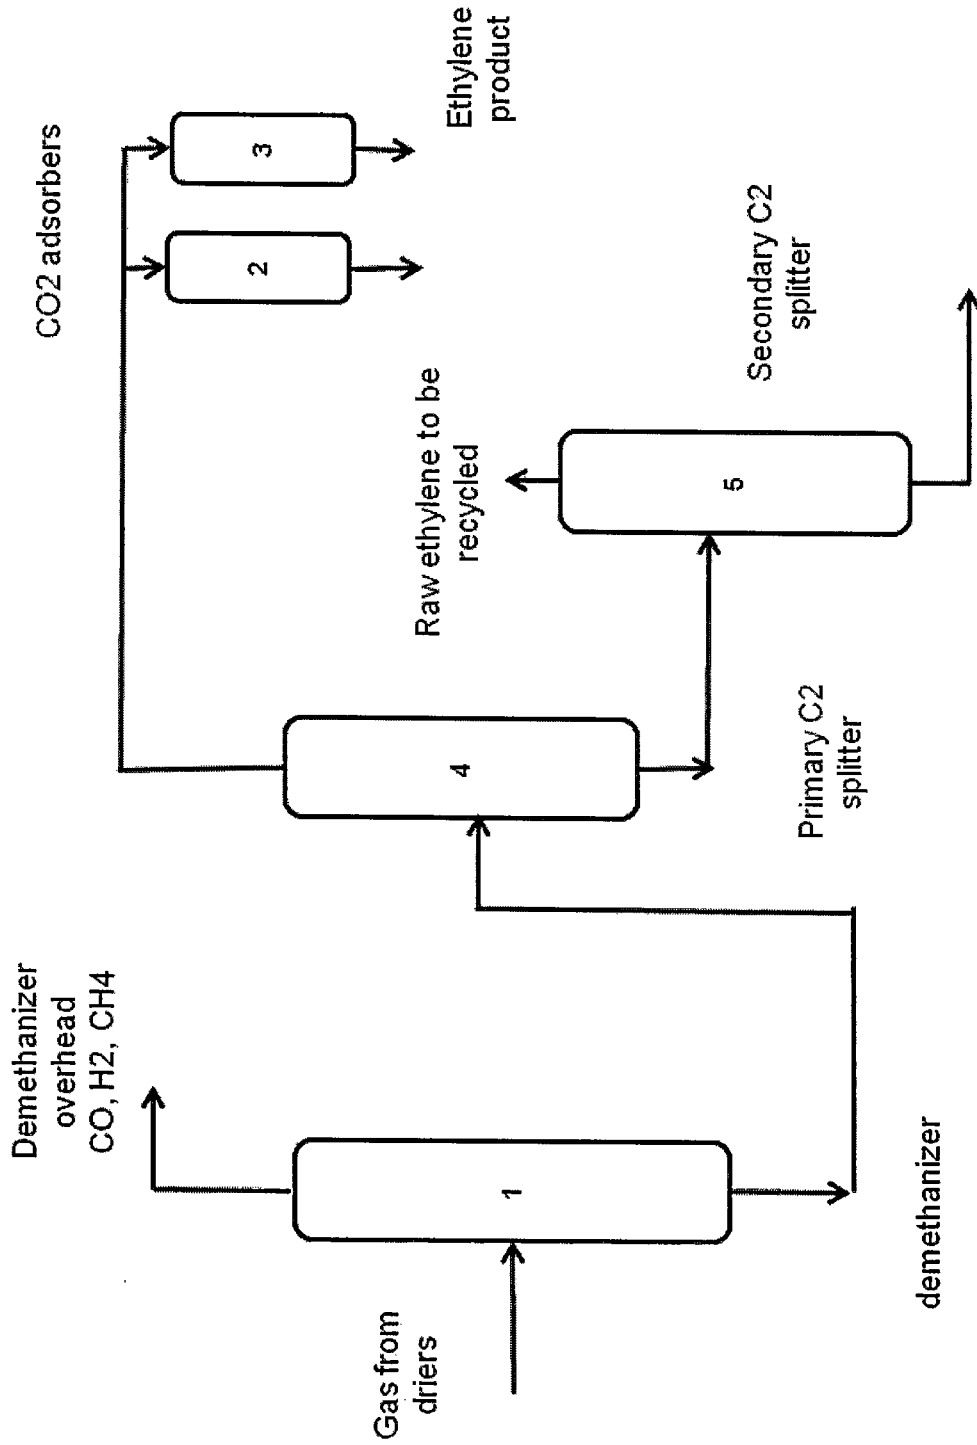 Gas from
driers
1
demethanizer
Demethanizer
overhead
CO, H2, CH4
4
Primary C2
splitter
Raw ethylene to be
recycled
5
Secondary C2
splitter
CO2 adsorbers
2
3
Ethylene
product